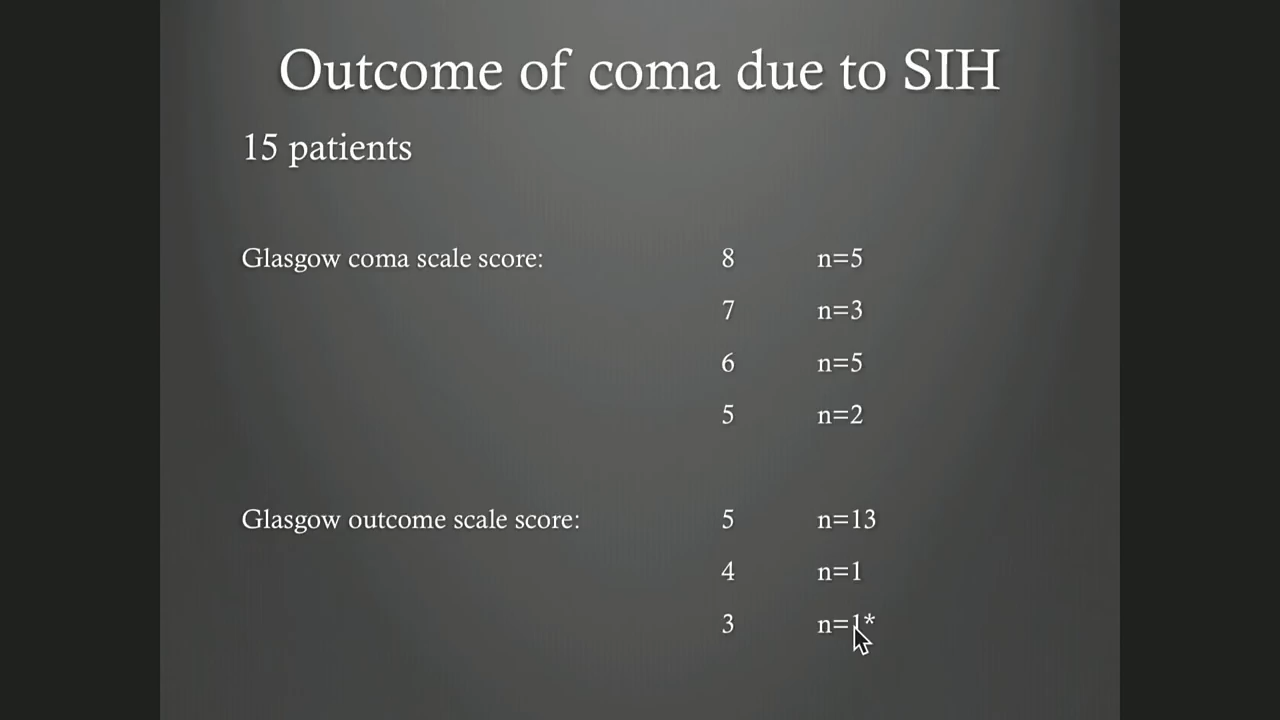 Outcome of coma due to SIH
15 patients
Glasgow coma scale score: 8 n=5
7 n=3
6 n=5
5 n=2
Glasgow outcome scale score: 5 n=13
4 n=1
3 n=1*